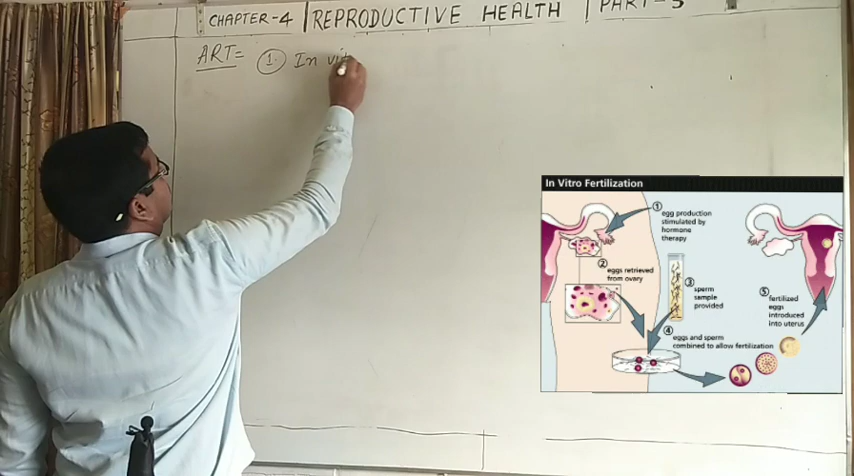 CHAPTER-4 | REPRODUCTIVE HEALTH | PART-5
ART= ① In vit
In Vitro Fertilization
① egg production
stimulated by
hormone
therapy
② eggs retrieved
from ovary
③ sperm
sample
provided
④ eggs and sperm
combined to allow fertilization
⑤ fertilized
eggs
introduced
into uterus